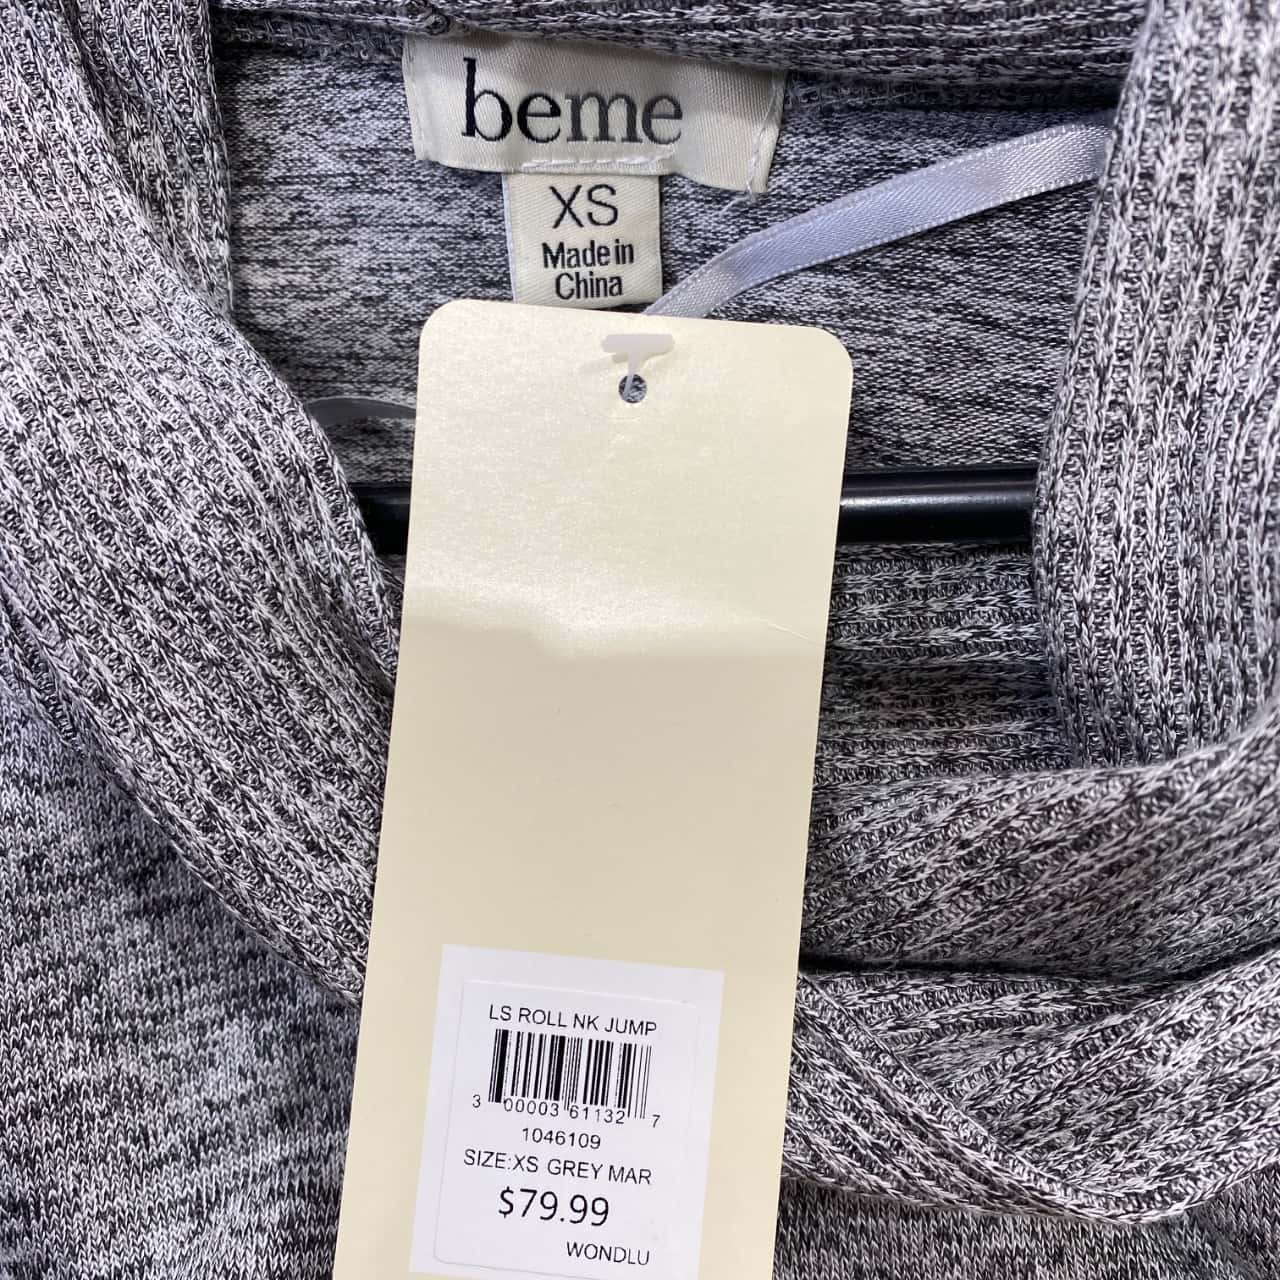 beme
XS
Made in
China
LS ROLL NK JUMP
3 00003 61132 7
1046109
SIZE:XS GREY MAR
$79.99
WONDLU